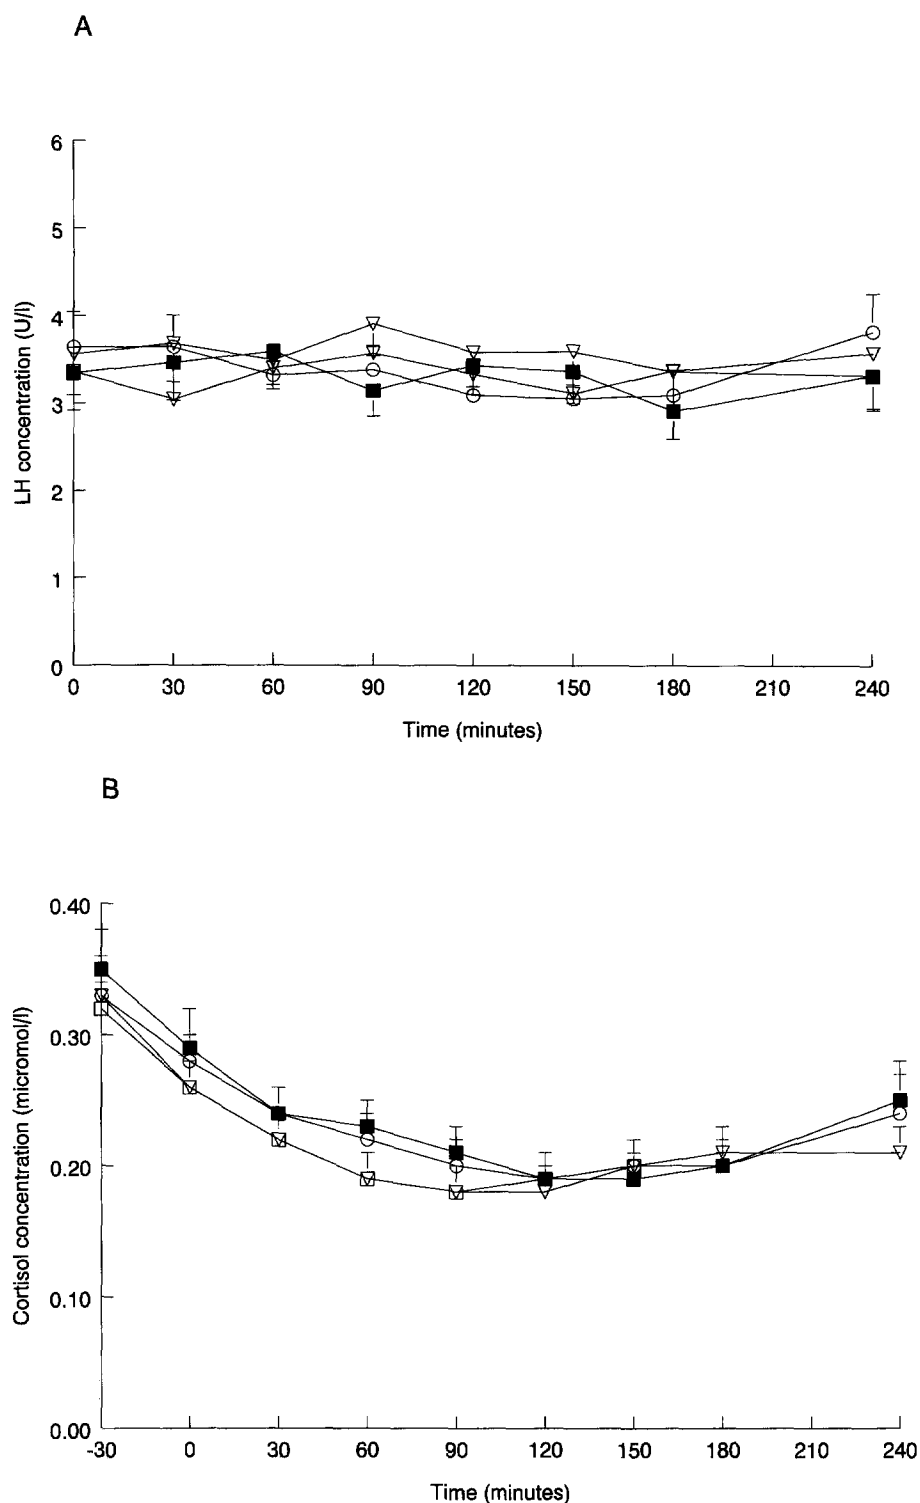 A
6
5
4
3
2
1
0
LH concentration (U/l)
0 30 60 90 120 150 180 210 240
Time (minutes)
B
0.40
0.30
0.20
0.10
0.00
Cortisol concentration (micromol/l)
-30 0 30 60 90 120 150 180 210 240
Time (minutes)